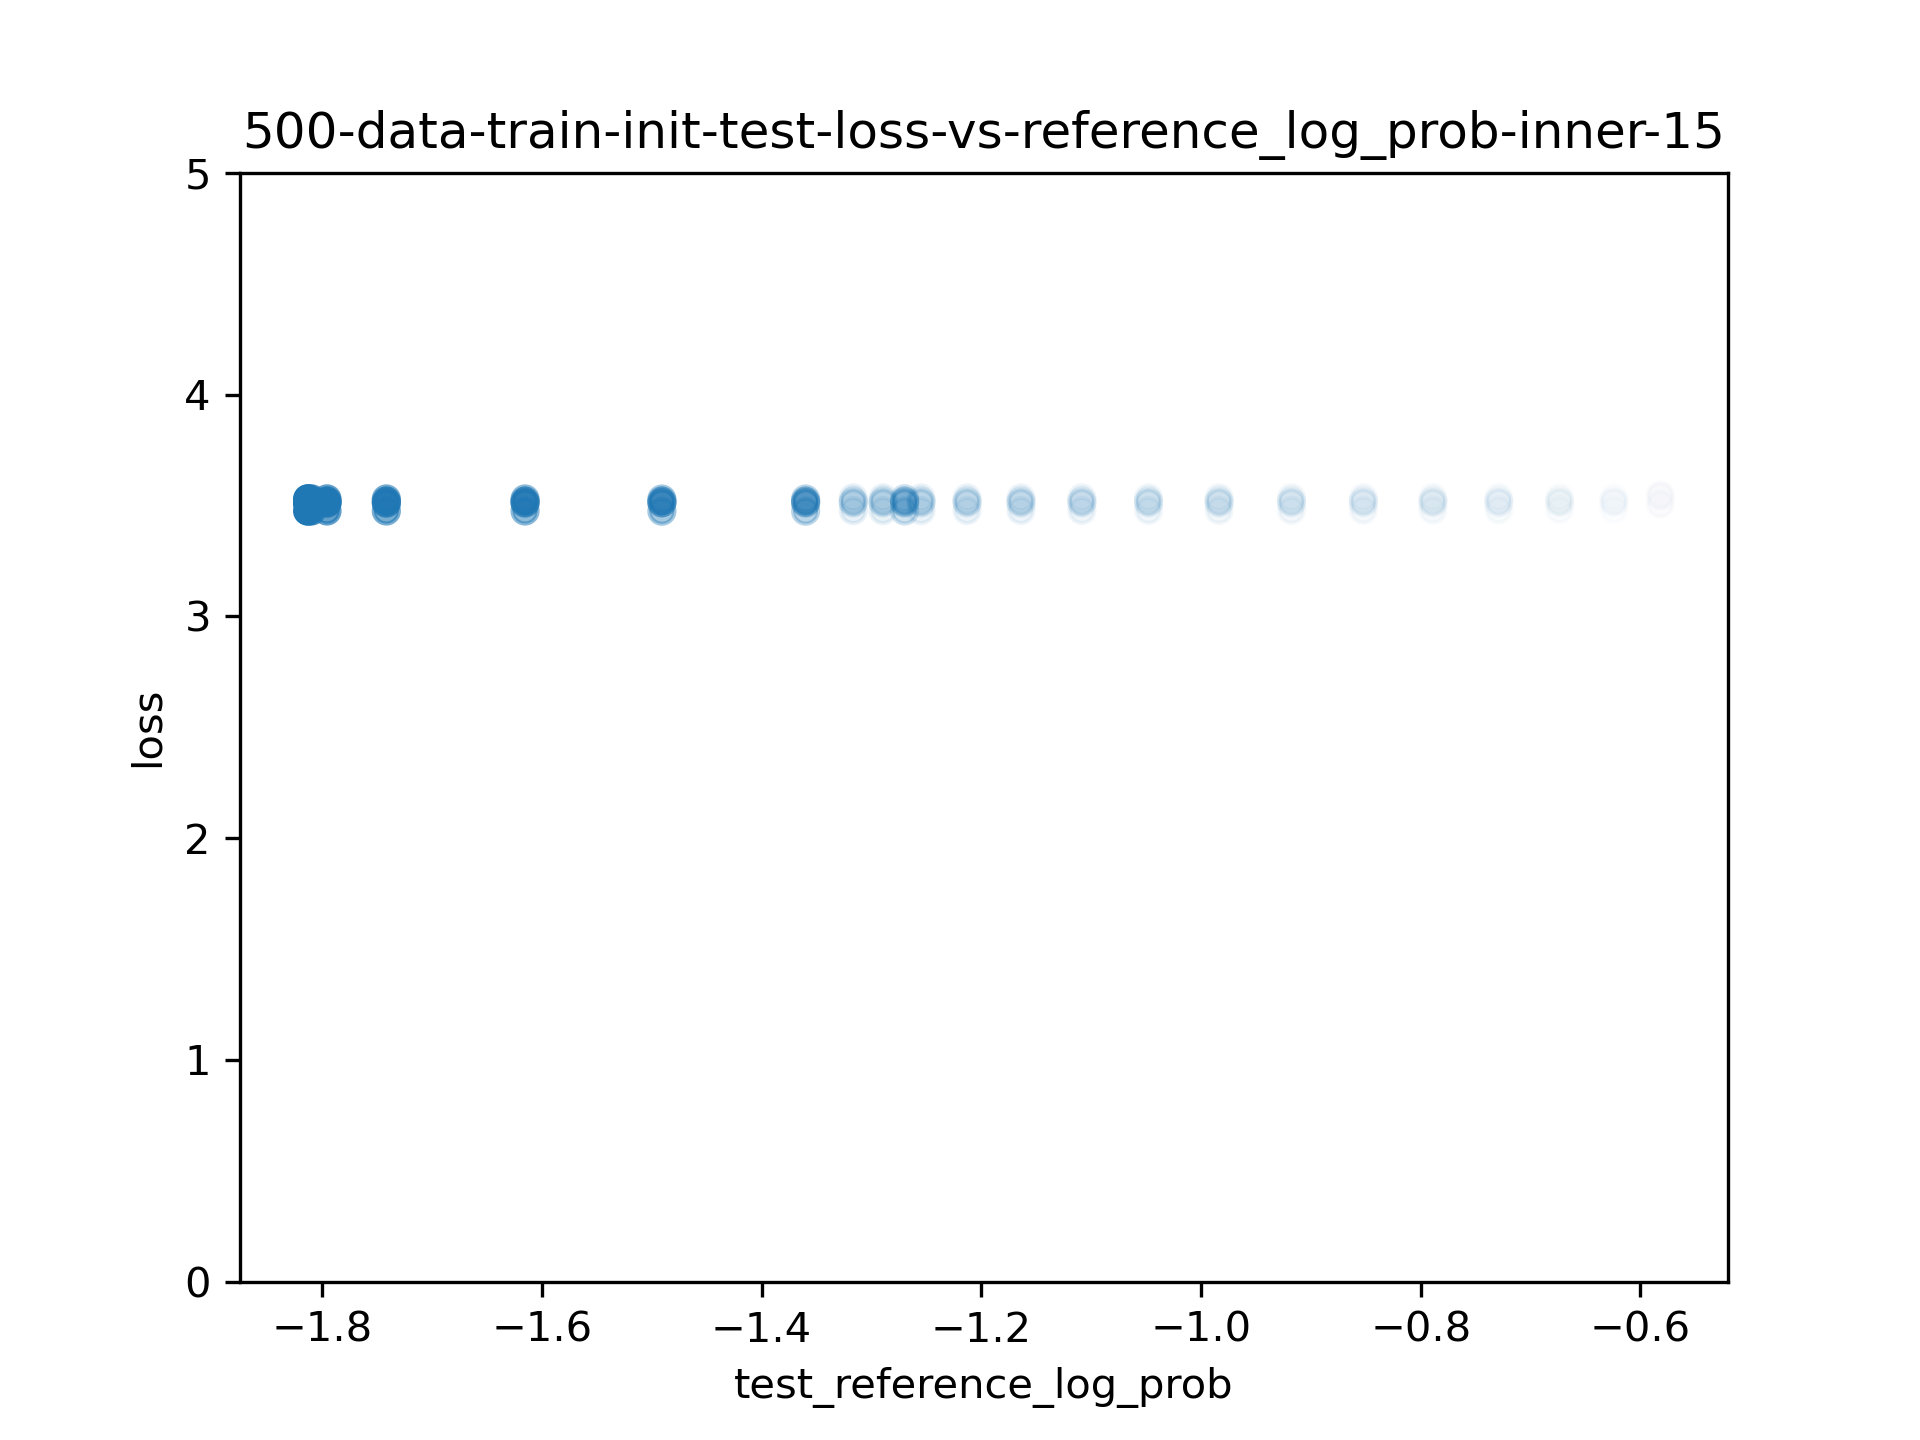 500-data-train-init-test-loss-vs-reference_log_prob-inner-15
5
4
3
2
1
0
loss
−1.8 −1.6 −1.4 −1.2 −1.0 −0.8 −0.6
test_reference_log_prob